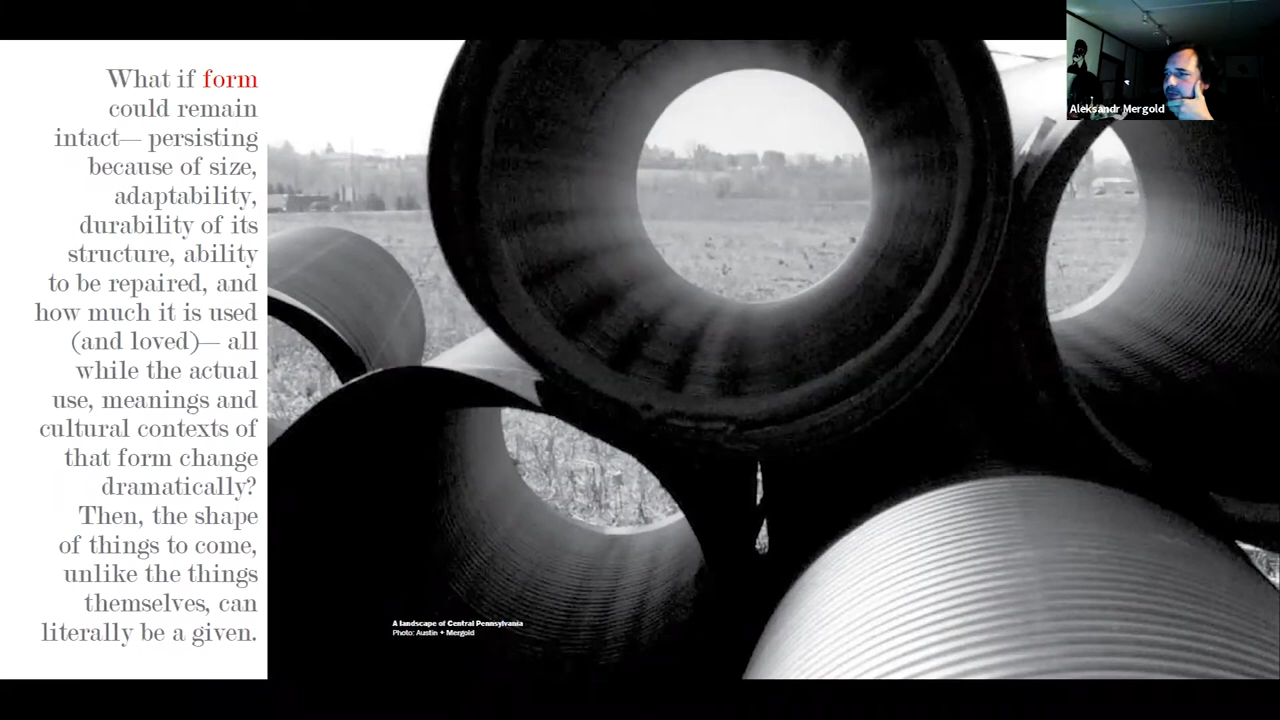 What if form
could remain
intact— persisting
because of size,
adaptability,
durability of its
structure, ability
to be repaired, and
how much it is used
(and loved)— all
while the actual
use, meanings and
cultural contexts of
that form change
dramatically?
Then, the shape
of things to come,
unlike the things
themselves, can
literally be a given.
A landscape of Central Pennsylvania
Photo: Austin + Mergold
Aleksandr Mergold